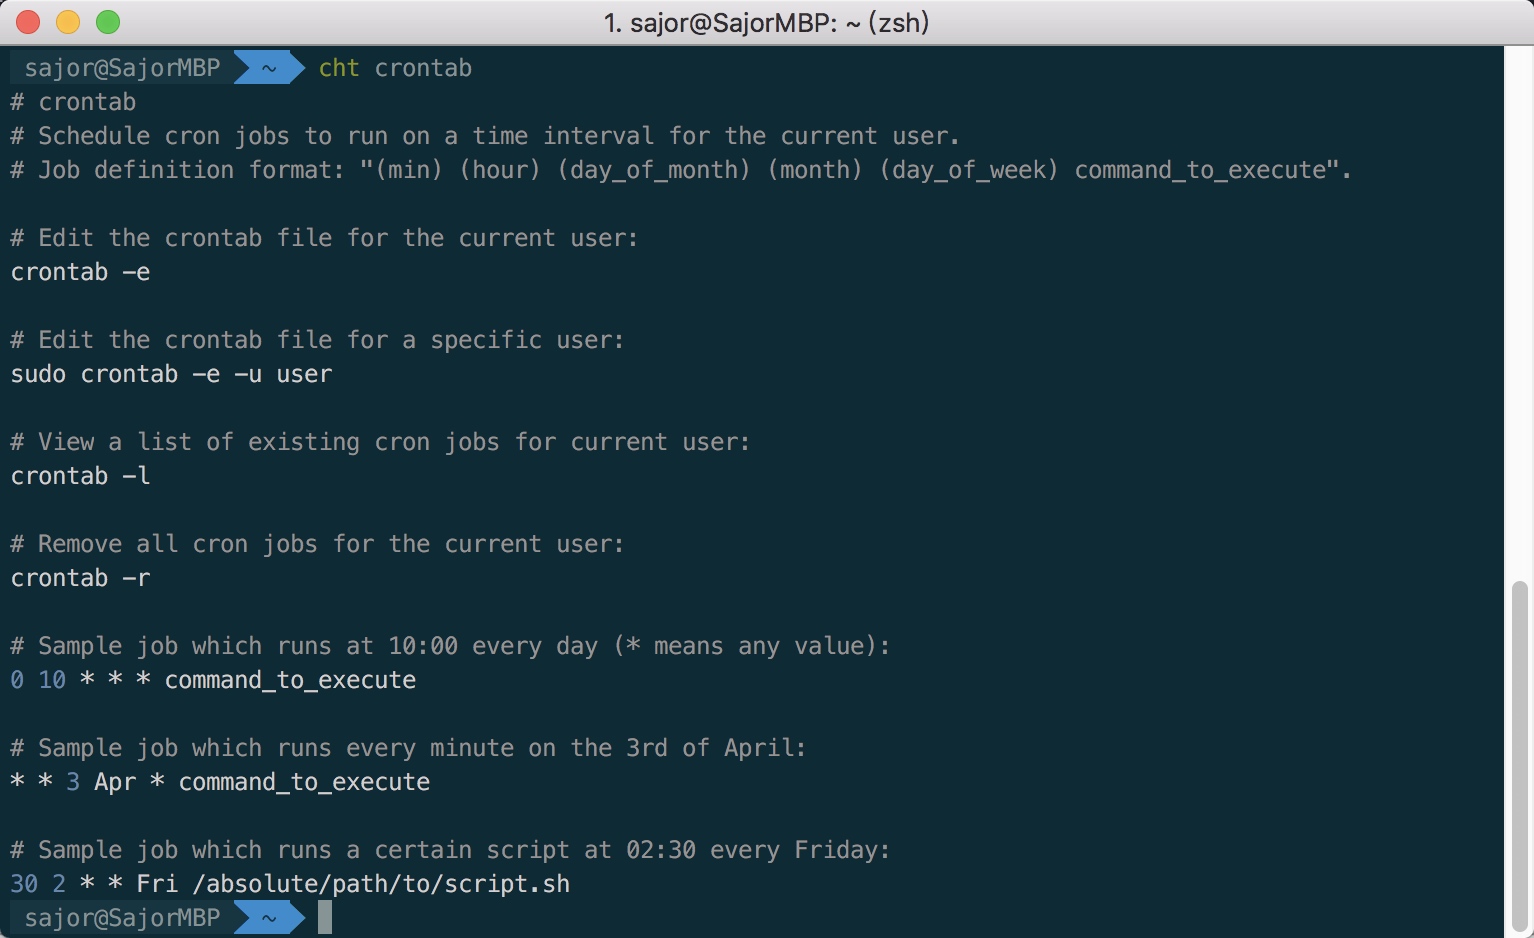 1. sajor@SajorMBP: ~ (zsh)
sajor@SajorMBP ~ cht crontab
# crontab
# Schedule cron jobs to run on a time interval for the current user.
# Job definition format: "(min) (hour) (day_of_month) (month) (day_of_week) command_to_execute".
# Edit the crontab file for the current user:
crontab -e
# Edit the crontab file for a specific user:
sudo crontab -e -u user
# View a list of existing cron jobs for current user:
crontab -l
# Remove all cron jobs for the current user:
crontab -r
# Sample job which runs at 10:00 every day (* means any value):
0 10 * * * command_to_execute
# Sample job which runs every minute on the 3rd of April:
* * 3 Apr * command_to_execute
# Sample job which runs a certain script at 02:30 every Friday:
30 2 * * Fri /absolute/path/to/script.sh
sajor@SajorMBP ~